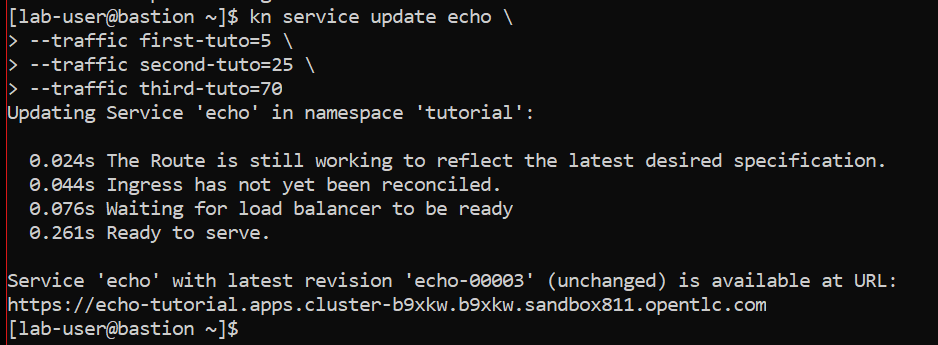 [lab-user@bastion ~]$ kn service update echo \
> --traffic first-tuto=5 \
> --traffic second-tuto=25 \
> --traffic third-tuto=70
Updating Service 'echo' in namespace 'tutorial':
0.024s The Route is still working to reflect the latest desired specification.
0.044s Ingress has not yet been reconciled.
0.076s Waiting for load balancer to be ready
0.261s Ready to serve.
Service 'echo' with latest revision 'echo-00003' (unchanged) is available at URL:
https://echo-tutorial.apps.cluster-b9xkw.b9xkw.sandbox811.opentlc.com
[lab-user@bastion ~]$